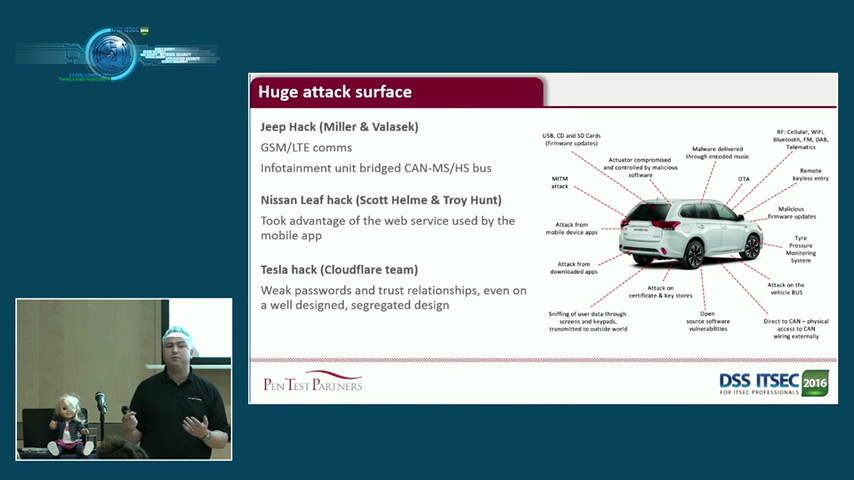 DSS ITSEC
Huge attack surface
Jeep Hack (Miller & Valasek)
GSM/LTE comms
Infotainment unit bridged CAN-MS/HS bus
Nissan Leaf hack (Scott Helme & Troy Hunt)
Took advantage of the web service used by the
mobile app
Tesla hack (Cloudflare team)
Weak passwords and trust relationships, even on
a well designed, segregated design
USB, CD and SD Cards
(firmware updates)
Actuator compromised
and controlled by malicious
software
Malware delivered
through encoded music
RF: Cellular, WiFi,
Bluetooth, FM, DAB,
Telematics
MITM
attack
OTA
Remote
keyless entry
Malicious
firmware updates
Attack from
mobile device apps
Tyre
Pressure
Monitoring
System
Attack from
downloaded apps
Attack on
certificate & key stores
Attack on the
vehicle BUS
Sniffing of user data through
screens and keypads,
transmitted to outside world
Open
source software
vulnerabilities
Direct to CAN – physical
access to CAN
wiring externally
PEN TEST PARTNERS
DSS ITSEC 2016
FOR ITSEC PROFESSIONALS